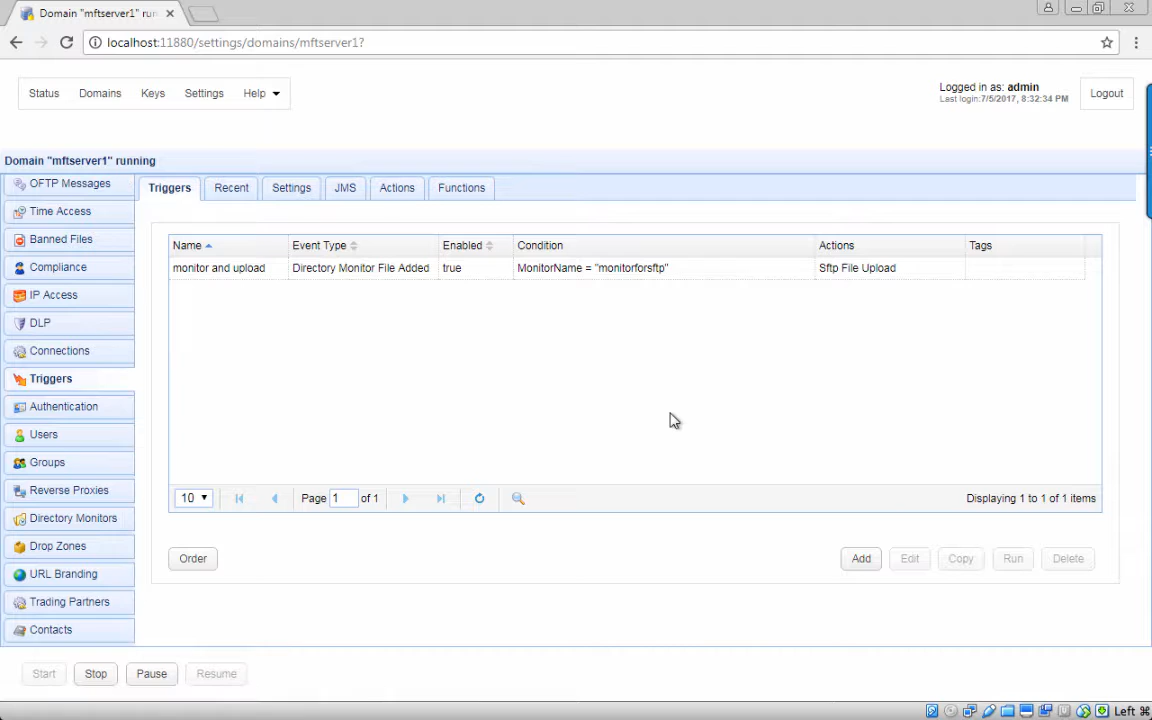 Domain "mftserver1" run
localhost:11880/settings/domains/mftserver1?
Status Domains Keys Settings Help
Logged in as: admin
Last login:7/5/2017, 8:32:34 PM
Logout
Domain "mftserver1" running
OFTP Messages
Time Access
Banned Files
Compliance
IP Access
DLP
Connections
Triggers
Authentication
Users
Groups
Reverse Proxies
Directory Monitors
Drop Zones
URL Branding
Trading Partners
Contacts
Triggers Recent Settings JMS Actions Functions
Name Event Type Enabled Condition Actions Tags
monitor and upload Directory Monitor File Added true MonitorName = "monitorforsftp" Sftp File Upload
10 Page 1 of 1 Displaying 1 to 1 of 1 items
Order Add Edit Copy Run Delete
Start Stop Pause Resume
Left ⌘